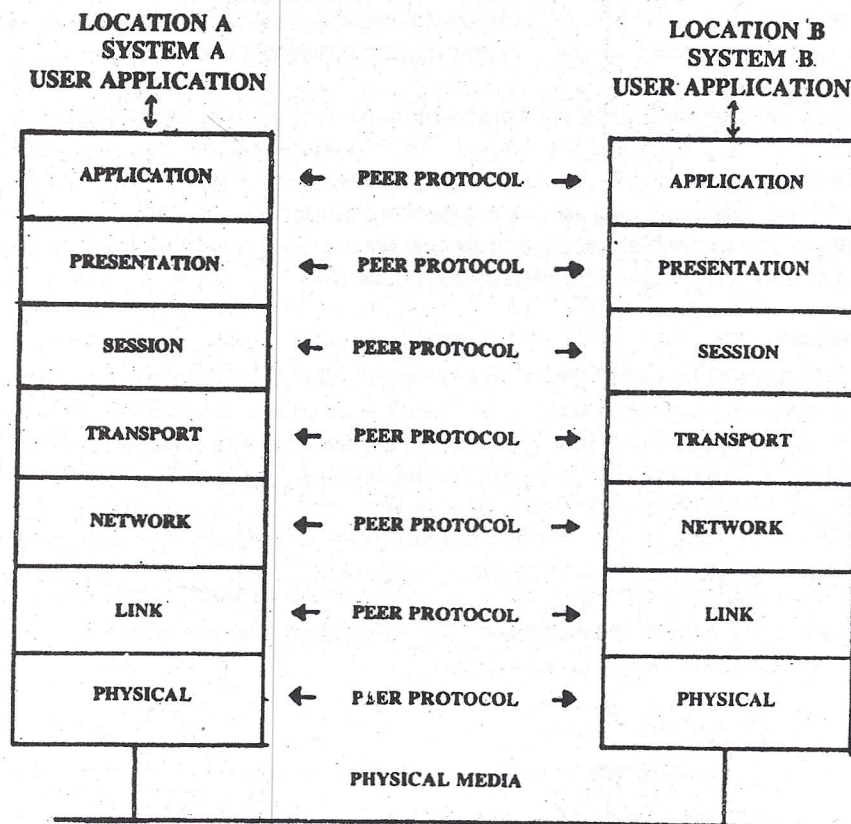 LOCATION A
SYSTEM A
USER APPLICATION
LOCATION B
SYSTEM B
USER APPLICATION
APPLICATION PEER PROTOCOL APPLICATION
PRESENTATION PEER PROTOCOL PRESENTATION
SESSION PEER PROTOCOL SESSION
TRANSPORT PEER PROTOCOL TRANSPORT
NETWORK PEER PROTOCOL NETWORK
LINK PEER PROTOCOL LINK
PHYSICAL PEER PROTOCOL PHYSICAL
PHYSICAL MEDIA